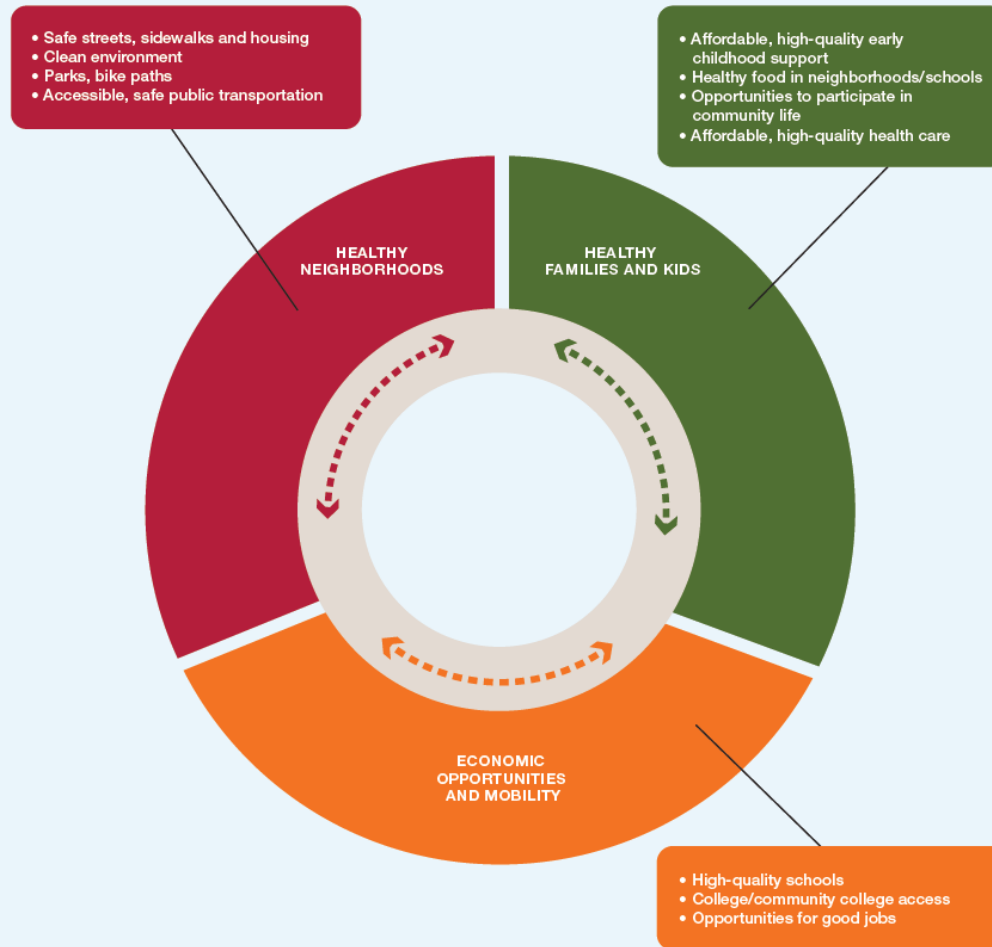 • Safe streets, sidewalks and housing
• Clean environment
• Parks, bike paths
• Accessible, safe public transportation
• Affordable, high-quality early
childhood support
• Healthy food in neighborhoods/schools
• Opportunities to participate in
community life
• Affordable, high-quality health care
HEALTHY
NEIGHBORHOODS
HEALTHY
FAMILIES AND KIDS
ECONOMIC
OPPORTUNITIES
AND MOBILITY
• High-quality schools
• College/community college access
• Opportunities for good jobs